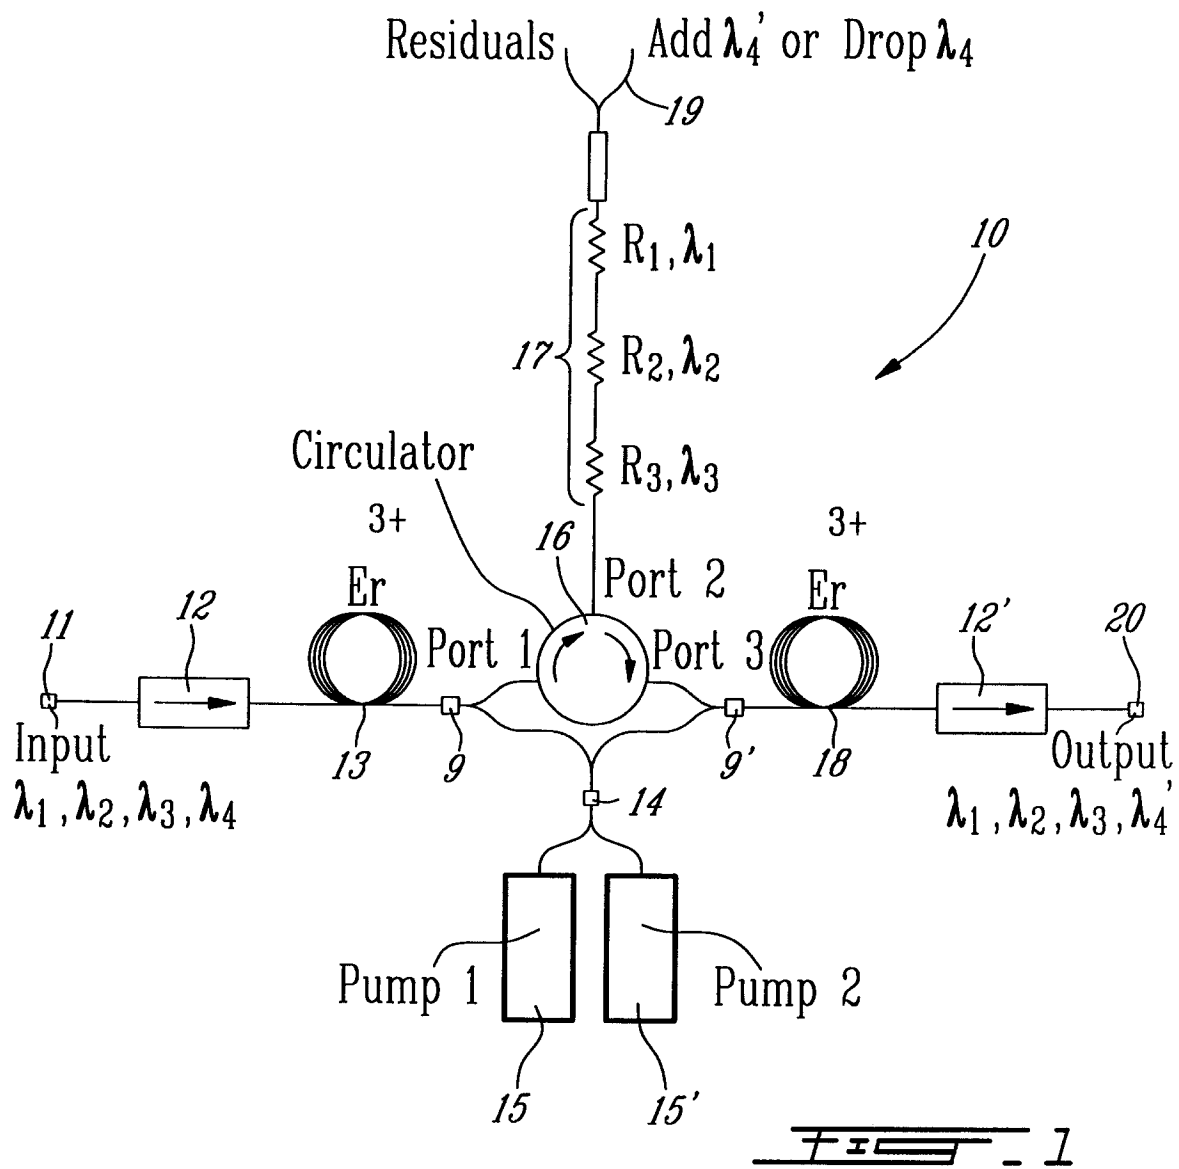 Residuals
Add λ4' or Drop λ4
19
R1, λ1
10
17
R2, λ2
Circulator
R3, λ3
3+
16
3+
Port 2
Er
Er
11
12
Port 1
Port 3
12'
20
Input
13
9
9'
18
Output
λ1, λ2, λ3, λ4
14
λ1, λ2, λ3, λ4'
Pump 1
Pump 2
15
15'
FIG-1